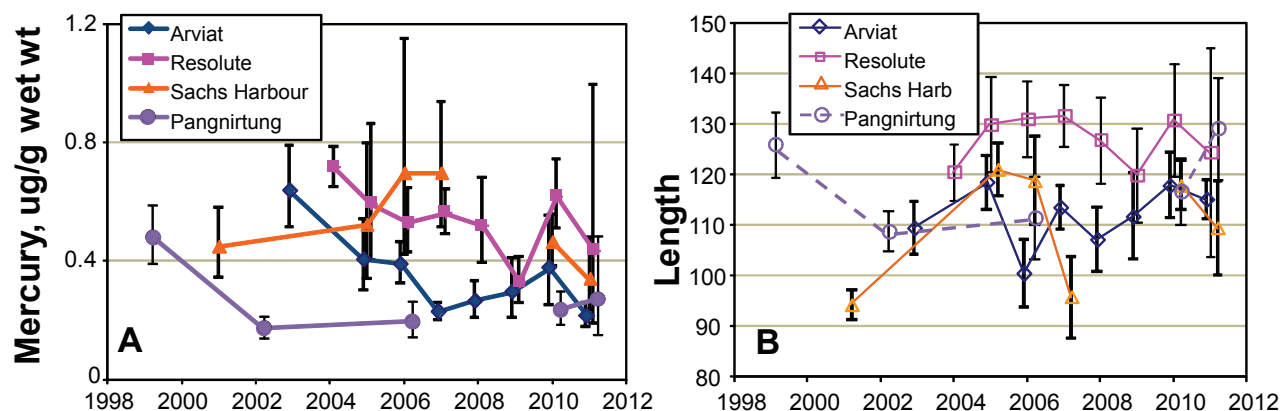 Mercury, ug/g wet wt
1.2
0.8
0.4
0
Arviat
Resolute
Sachs Harbour
Pangnirtung
A
1998 2000 2002 2004 2006 2008 2010 2012
Length
150
140
130
120
110
100
90
80
Arviat
Resolute
Sachs Harb
Pangnirtung
B
1998 2000 2002 2004 2006 2008 2010 2012